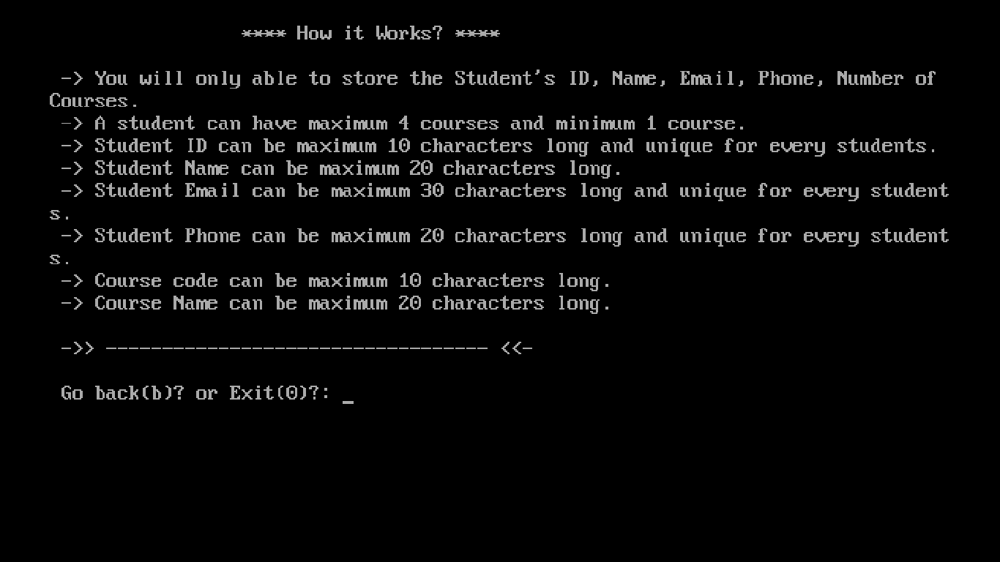 **** How it Works? ****
-> You will only able to store the Student's ID, Name, Email, Phone, Number of
Courses.
-> A student can have maximum 4 courses and minimum 1 course.
-> Student ID can be maximum 10 characters long and unique for every students.
-> Student Name can be maximum 20 characters long.
-> Student Email can be maximum 30 characters long and unique for every student
s.
-> Student Phone can be maximum 20 characters long and unique for every student
s.
-> Course code can be maximum 10 characters long.
-> Course Name can be maximum 20 characters long.
->> ---------------------------------- <<-
Go back(b)? or Exit(0)?: _